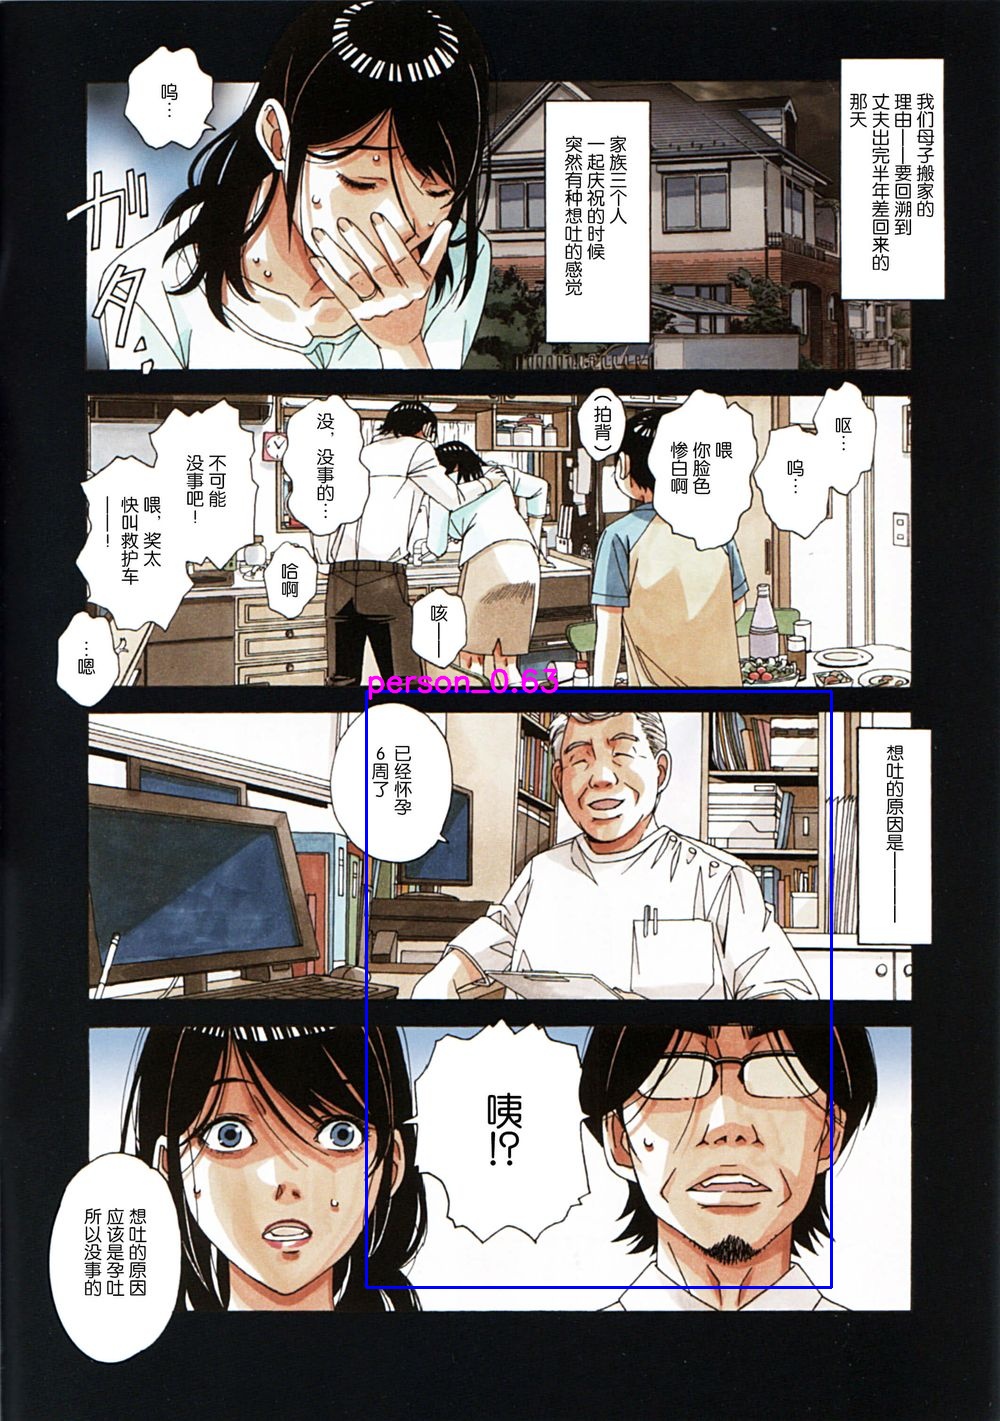 我们母子搬家的
理由——要回溯到
丈夫出完半年差回来的
那天
家族三个人
一起庆祝的时候
突然有种想吐的感觉
呜…
ガタ
呕…
呜…
喂
你脸色
惨白啊
（拍背）
没，没事的…
不可能
没事吧！
喂，奖太
快叫救护车
——！
哈啊
咳——
…嗯
person_0.63
想吐的原因是————
已经怀孕
6周了
咦!?
想吐的原因
应该是孕吐
所以没事的